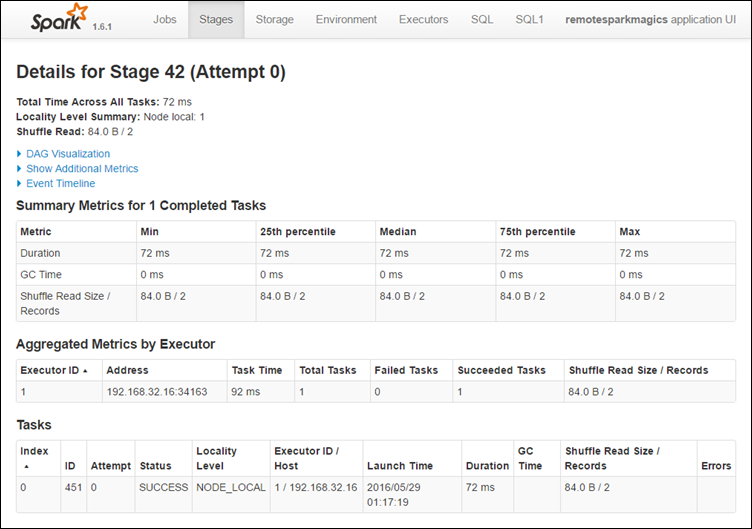 Spark 1.6.1 Jobs Stages Storage Environment Executors SQL SQL1 remotesparkmagics application UI
Details for Stage 42 (Attempt 0)
Total Time Across All Tasks: 72 ms
Locality Level Summary: Node local: 1
Shuffle Read: 84.0 B / 2
DAG Visualization
Show Additional Metrics
Event Timeline
Summary Metrics for 1 Completed Tasks
Metric Min 25th percentile Median 75th percentile Max
Duration 72 ms 72 ms 72 ms 72 ms 72 ms
GC Time 0 ms 0 ms 0 ms 0 ms 0 ms
Shuffle Read Size / Records 84.0 B / 2 84.0 B / 2 84.0 B / 2 84.0 B / 2 84.0 B / 2
Aggregated Metrics by Executor
Executor ID Address Task Time Total Tasks Failed Tasks Succeeded Tasks Shuffle Read Size / Records
1 192.168.32.16:34163 92 ms 1 0 1 84.0 B / 2
Tasks
Index ID Attempt Status Locality Level Executor ID / Host Launch Time Duration GC Time Shuffle Read Size / Records Errors
0 451 0 SUCCESS NODE_LOCAL 1 / 192.168.32.16 2016/05/29 01:17:19 72 ms 84.0 B / 2